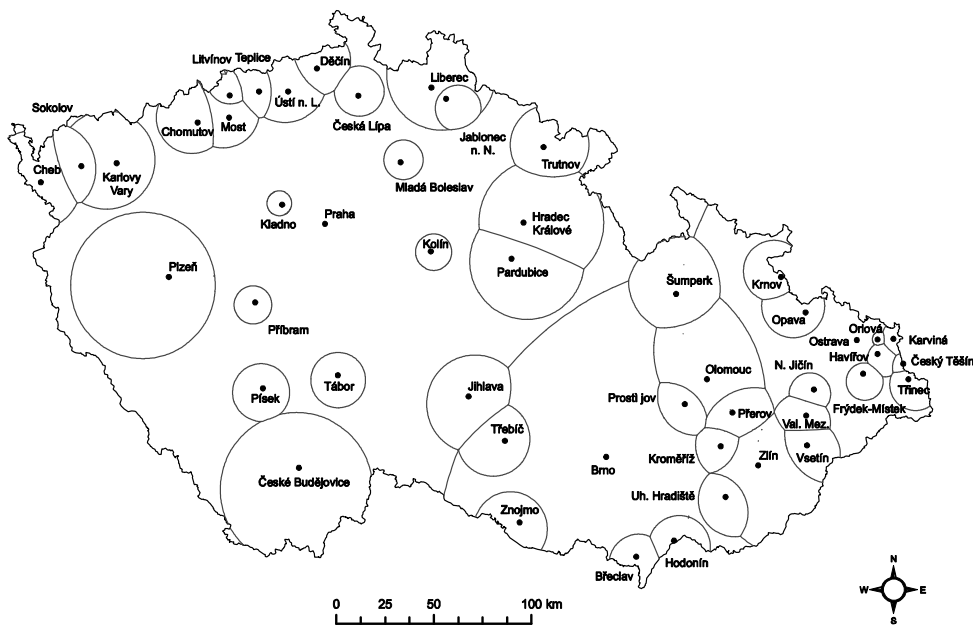 Litvínov Teplice
Děčín
Liberec
Ústí n. L.
Sokolov
Chomutov
Most
Česká Lípa
Jablonec
n. N.
Trutnov
Cheb
Karlovy
Vary
Mladá Boleslav
Kladno
Praha
Hradec
Králové
Kolín
Plzeň
Pardubice
Šumperk
Krnov
Příbram
Opava
Orlová
Ostrava
Karviná
Havířov
Český Těšín
N. Jičín
Olomouc
Třinec
Tábor
Jihlava
Písek
Prosti jov
Frýdek-Místek
Přerov
Val. Mez.
Třebíč
Kroměříž
Zlín
Vsetín
Brno
České Budějovice
Uh. Hradiště
Znojmo
Hodonín
Břeclav
N
W E
S
0 25 50 100 km